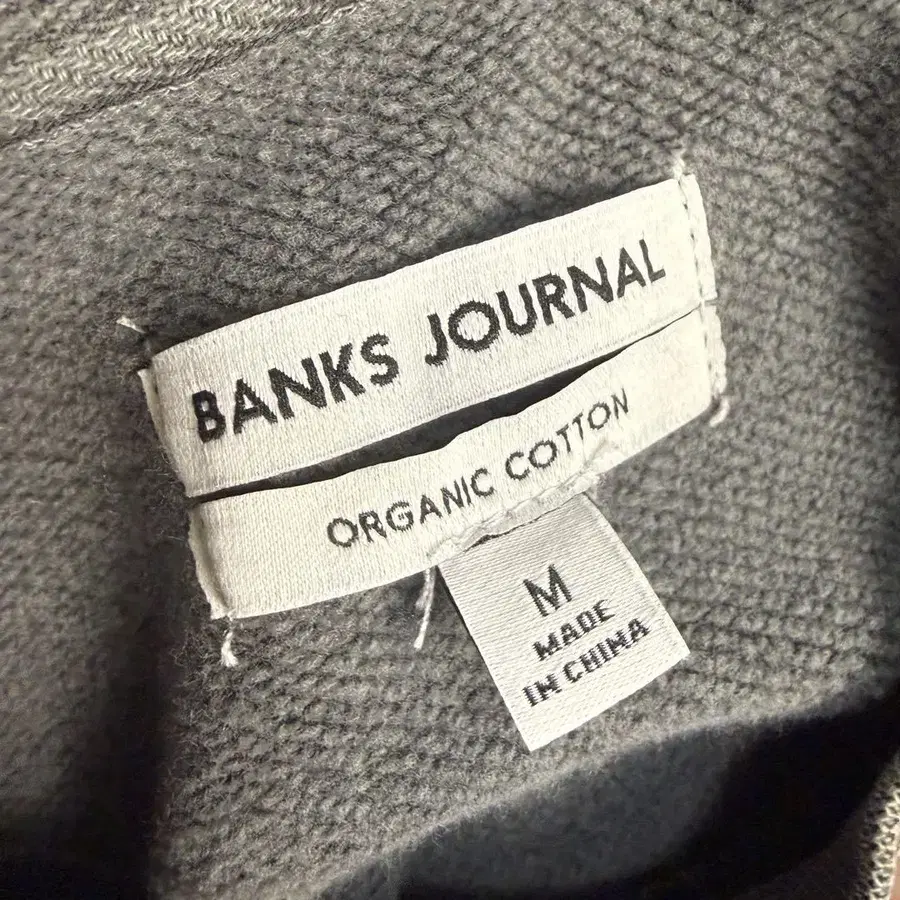 BANKS JOURNAL
ORGANIC COTTON
M
MADE
IN CHINA